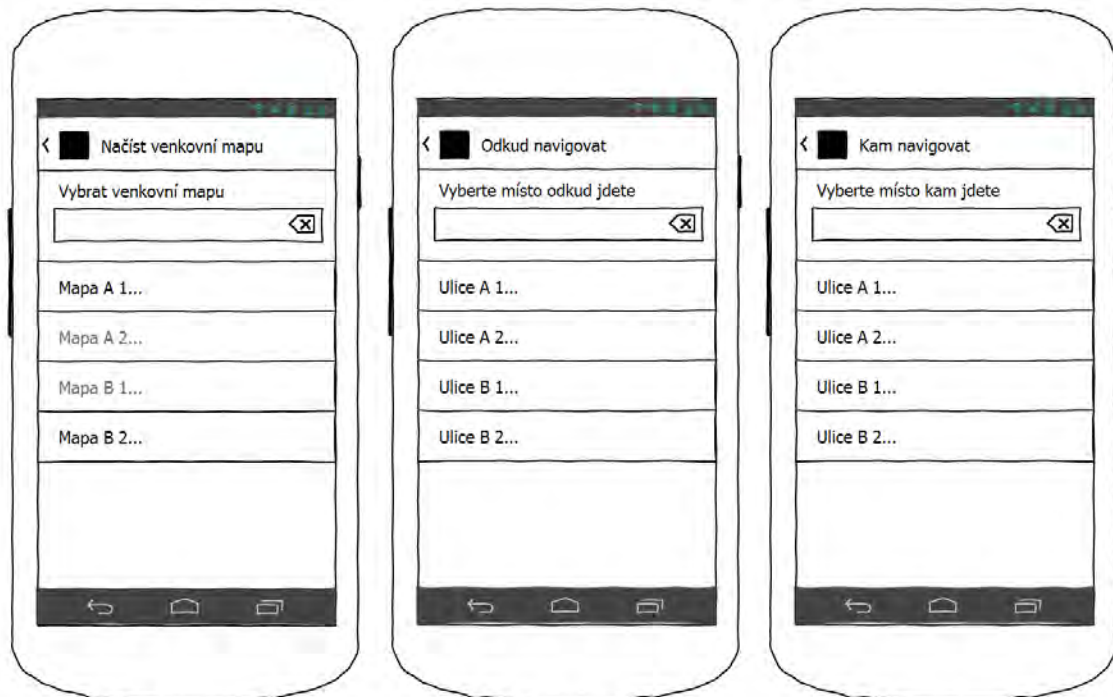 Načíst venkovní mapu
Vybrat venkovní mapu
Mapa A 1...
Mapa A 2...
Mapa B 1...
Mapa B 2...
Odkud navigovat
Vyberte místo odkud jdete
Ulice A 1...
Ulice A 2...
Ulice B 1...
Ulice B 2...
Kam navigovat
Vyberte místo kam jdete
Ulice A 1...
Ulice A 2...
Ulice B 1...
Ulice B 2...